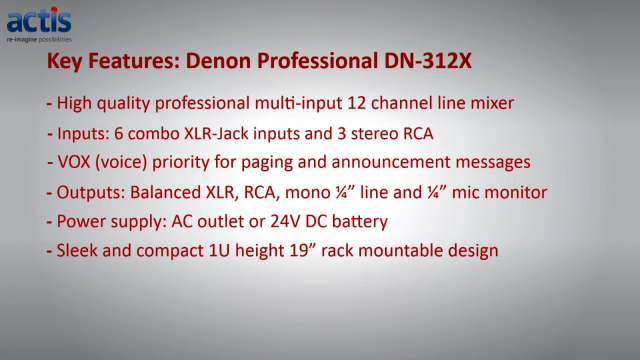 actis
re-imagine possibilities
Key Features: Denon Professional DN-312X
- High quality professional multi-input 12 channel line mixer
- Inputs: 6 combo XLR-Jack inputs and 3 stereo RCA
- VOX (voice) priority for paging and announcement messages
- Outputs: Balanced XLR, RCA, mono ¼” line and ¼” mic monitor
- Power supply: AC outlet or 24V DC battery
- Sleek and compact 1U height 19” rack mountable design